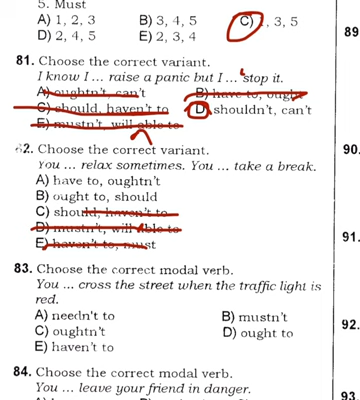 5. Must
A) 1, 2, 3 B) 3, 4, 5 C) 1, 3, 5
D) 2, 4, 5 E) 2, 3, 4
89
81. Choose the correct variant.
I know I ... raise a panic but I ... stop it.
A) oughtn't, can't B) have to, ought
C) should, haven't to D) shouldn't, can't
E) mustn't, will able to
82. Choose the correct variant.
You ... relax sometimes. You ... take a break.
A) have to, oughtn't
B) ought to, should
C) should, haven't to
D) mustn't, will able to
E) haven't to, must
90.
91.
83. Choose the correct modal verb.
You ... cross the street when the traffic light is
red.
A) needn't to B) mustn't
C) oughtn't D) ought to
E) haven't to
92.
84. Choose the correct modal verb.
You ... leave your friend in danger.
93